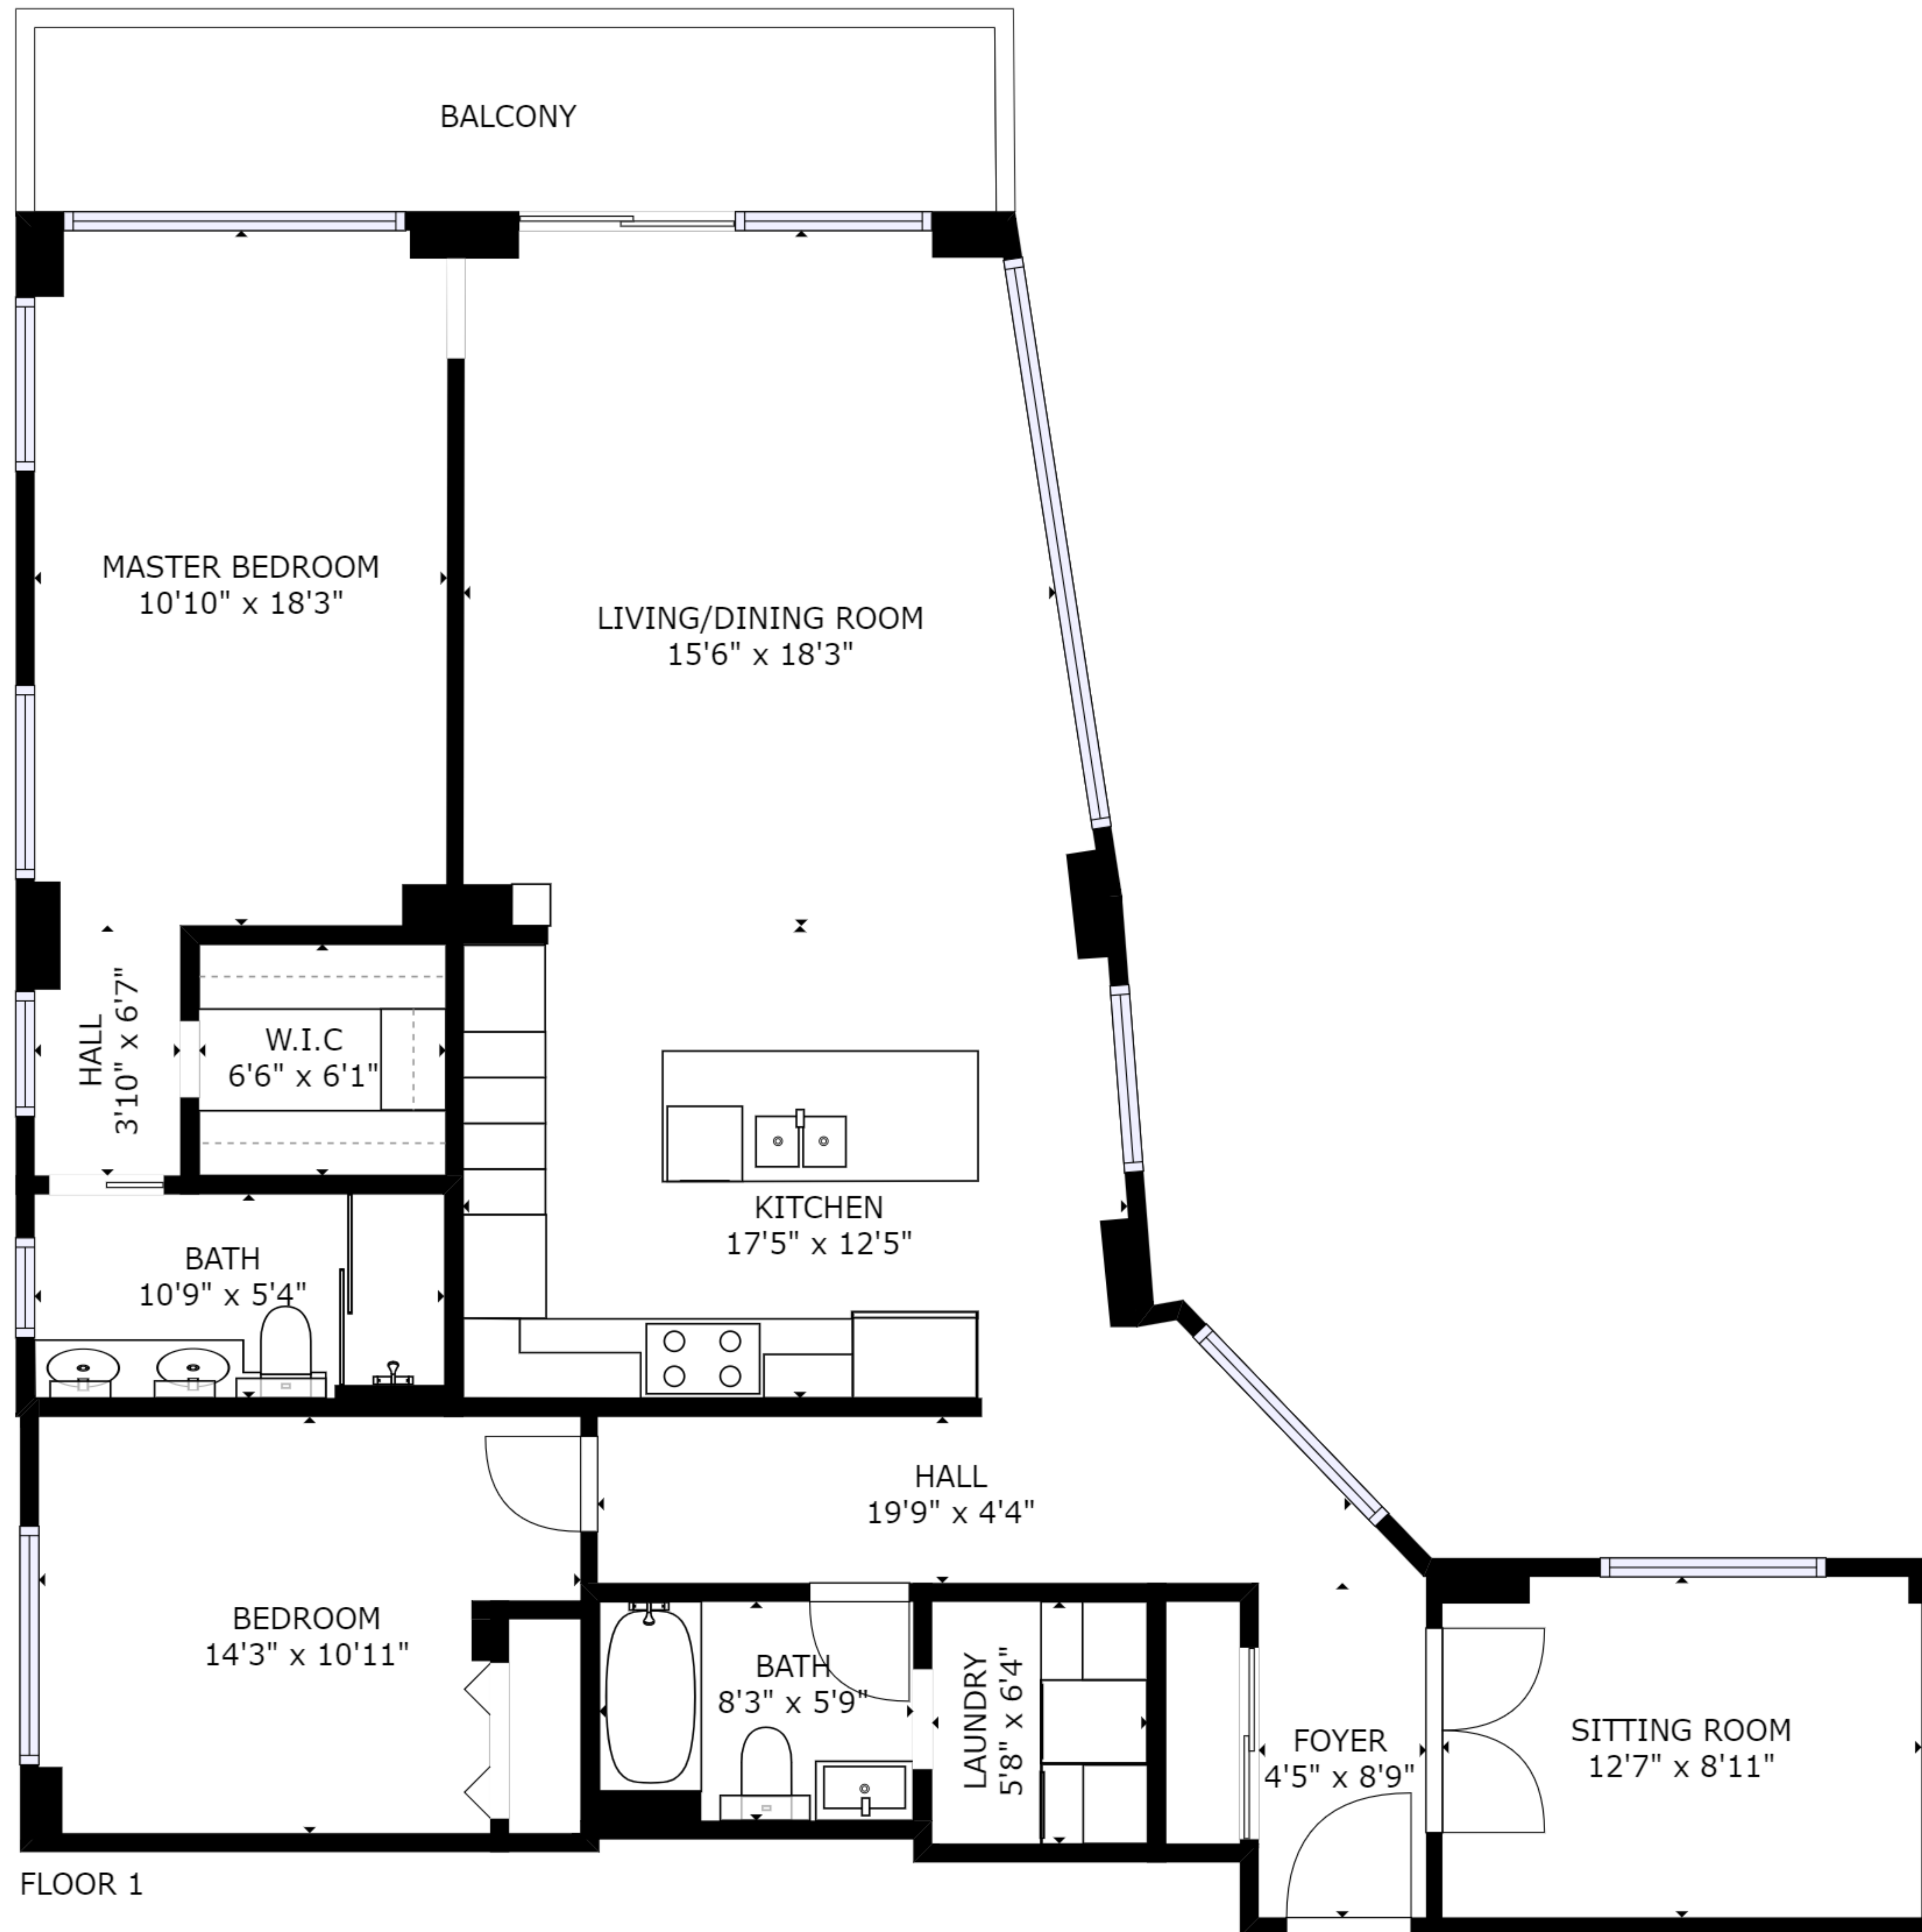 BALCONY
MASTER BEDROOM
10'10" x 18'3"
LIVING/DINING ROOM
15'6" x 18'3"
HALL
3'10" x 6'7"
W.I.C
6'6" x 6'1"
KITCHEN
17'5" x 12'5"
BATH
10'9" x 5'4"
HALL
19'9" x 4'4"
BEDROOM
14'3" x 10'11"
BATH
8'3" x 5'9"
LAUNDRY
5'8" x 6'4"
FOYER
4'5" x 8'9"
SITTING ROOM
12'7" x 8'11"
FLOOR 1